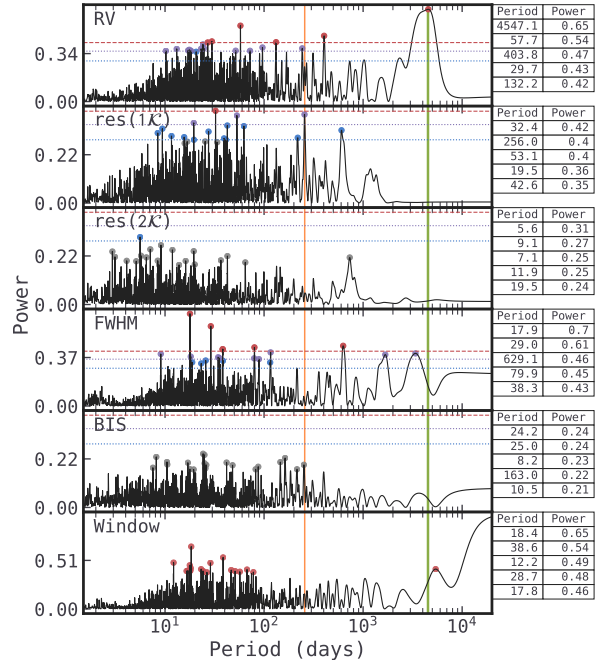 RV
0.34
0.00
Period Power
4547.1 0.65
57.7 0.54
403.8 0.47
29.7 0.43
132.2 0.42
res(1𝒦)
0.22
0.00
Period Power
32.4 0.42
256.0 0.4
53.1 0.4
19.5 0.36
42.6 0.35
res(2𝒦)
0.22
0.00
Period Power
5.6 0.31
9.1 0.27
7.1 0.25
11.9 0.25
19.5 0.24
Power
FWHM
0.37
0.00
Period Power
17.9 0.7
29.0 0.61
629.1 0.46
79.9 0.45
38.3 0.43
BIS
0.22
0.00
Period Power
24.2 0.24
25.0 0.24
8.2 0.23
163.0 0.22
10.5 0.21
Window
0.51
0.00
Period Power
18.4 0.65
38.6 0.54
12.2 0.49
28.7 0.48
17.8 0.46
10¹ 10² 10³ 10⁴
Period (days)